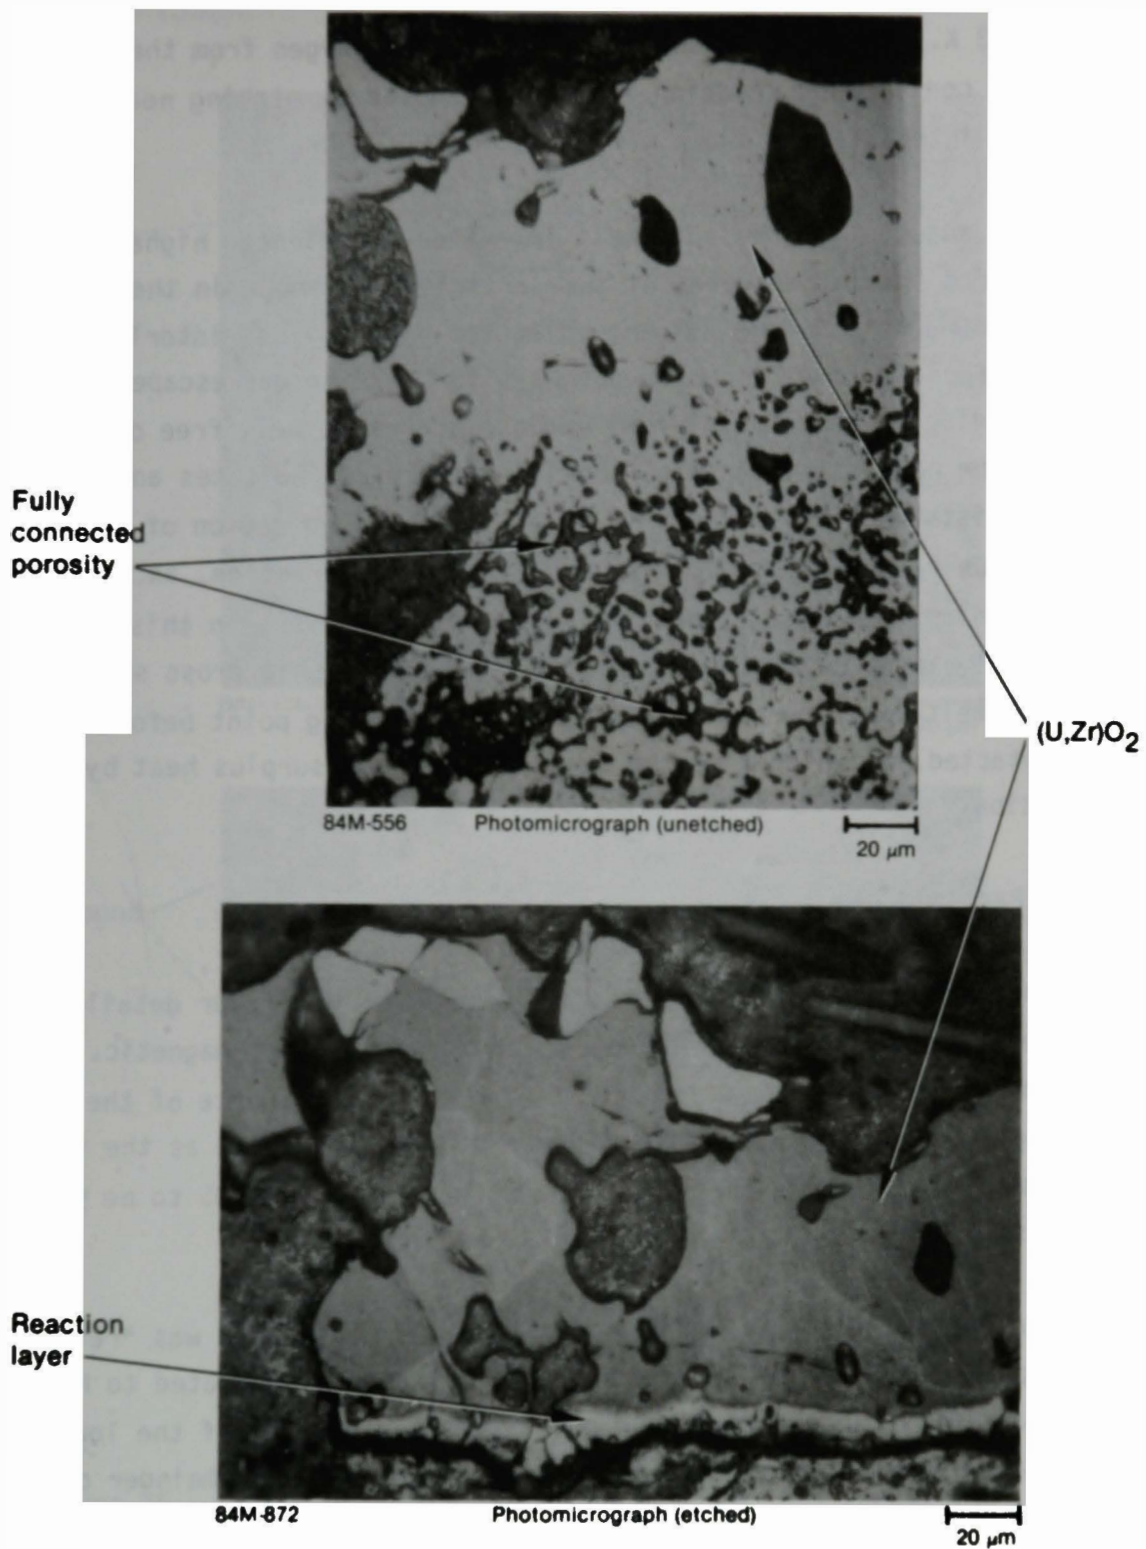 Fully
connected
porosity
(U,Zr)O₂
84M-556 Photomicrograph (unetched)
20 μm
Reaction
layer
84M-872 Photomicrograph (etched)
20 μm